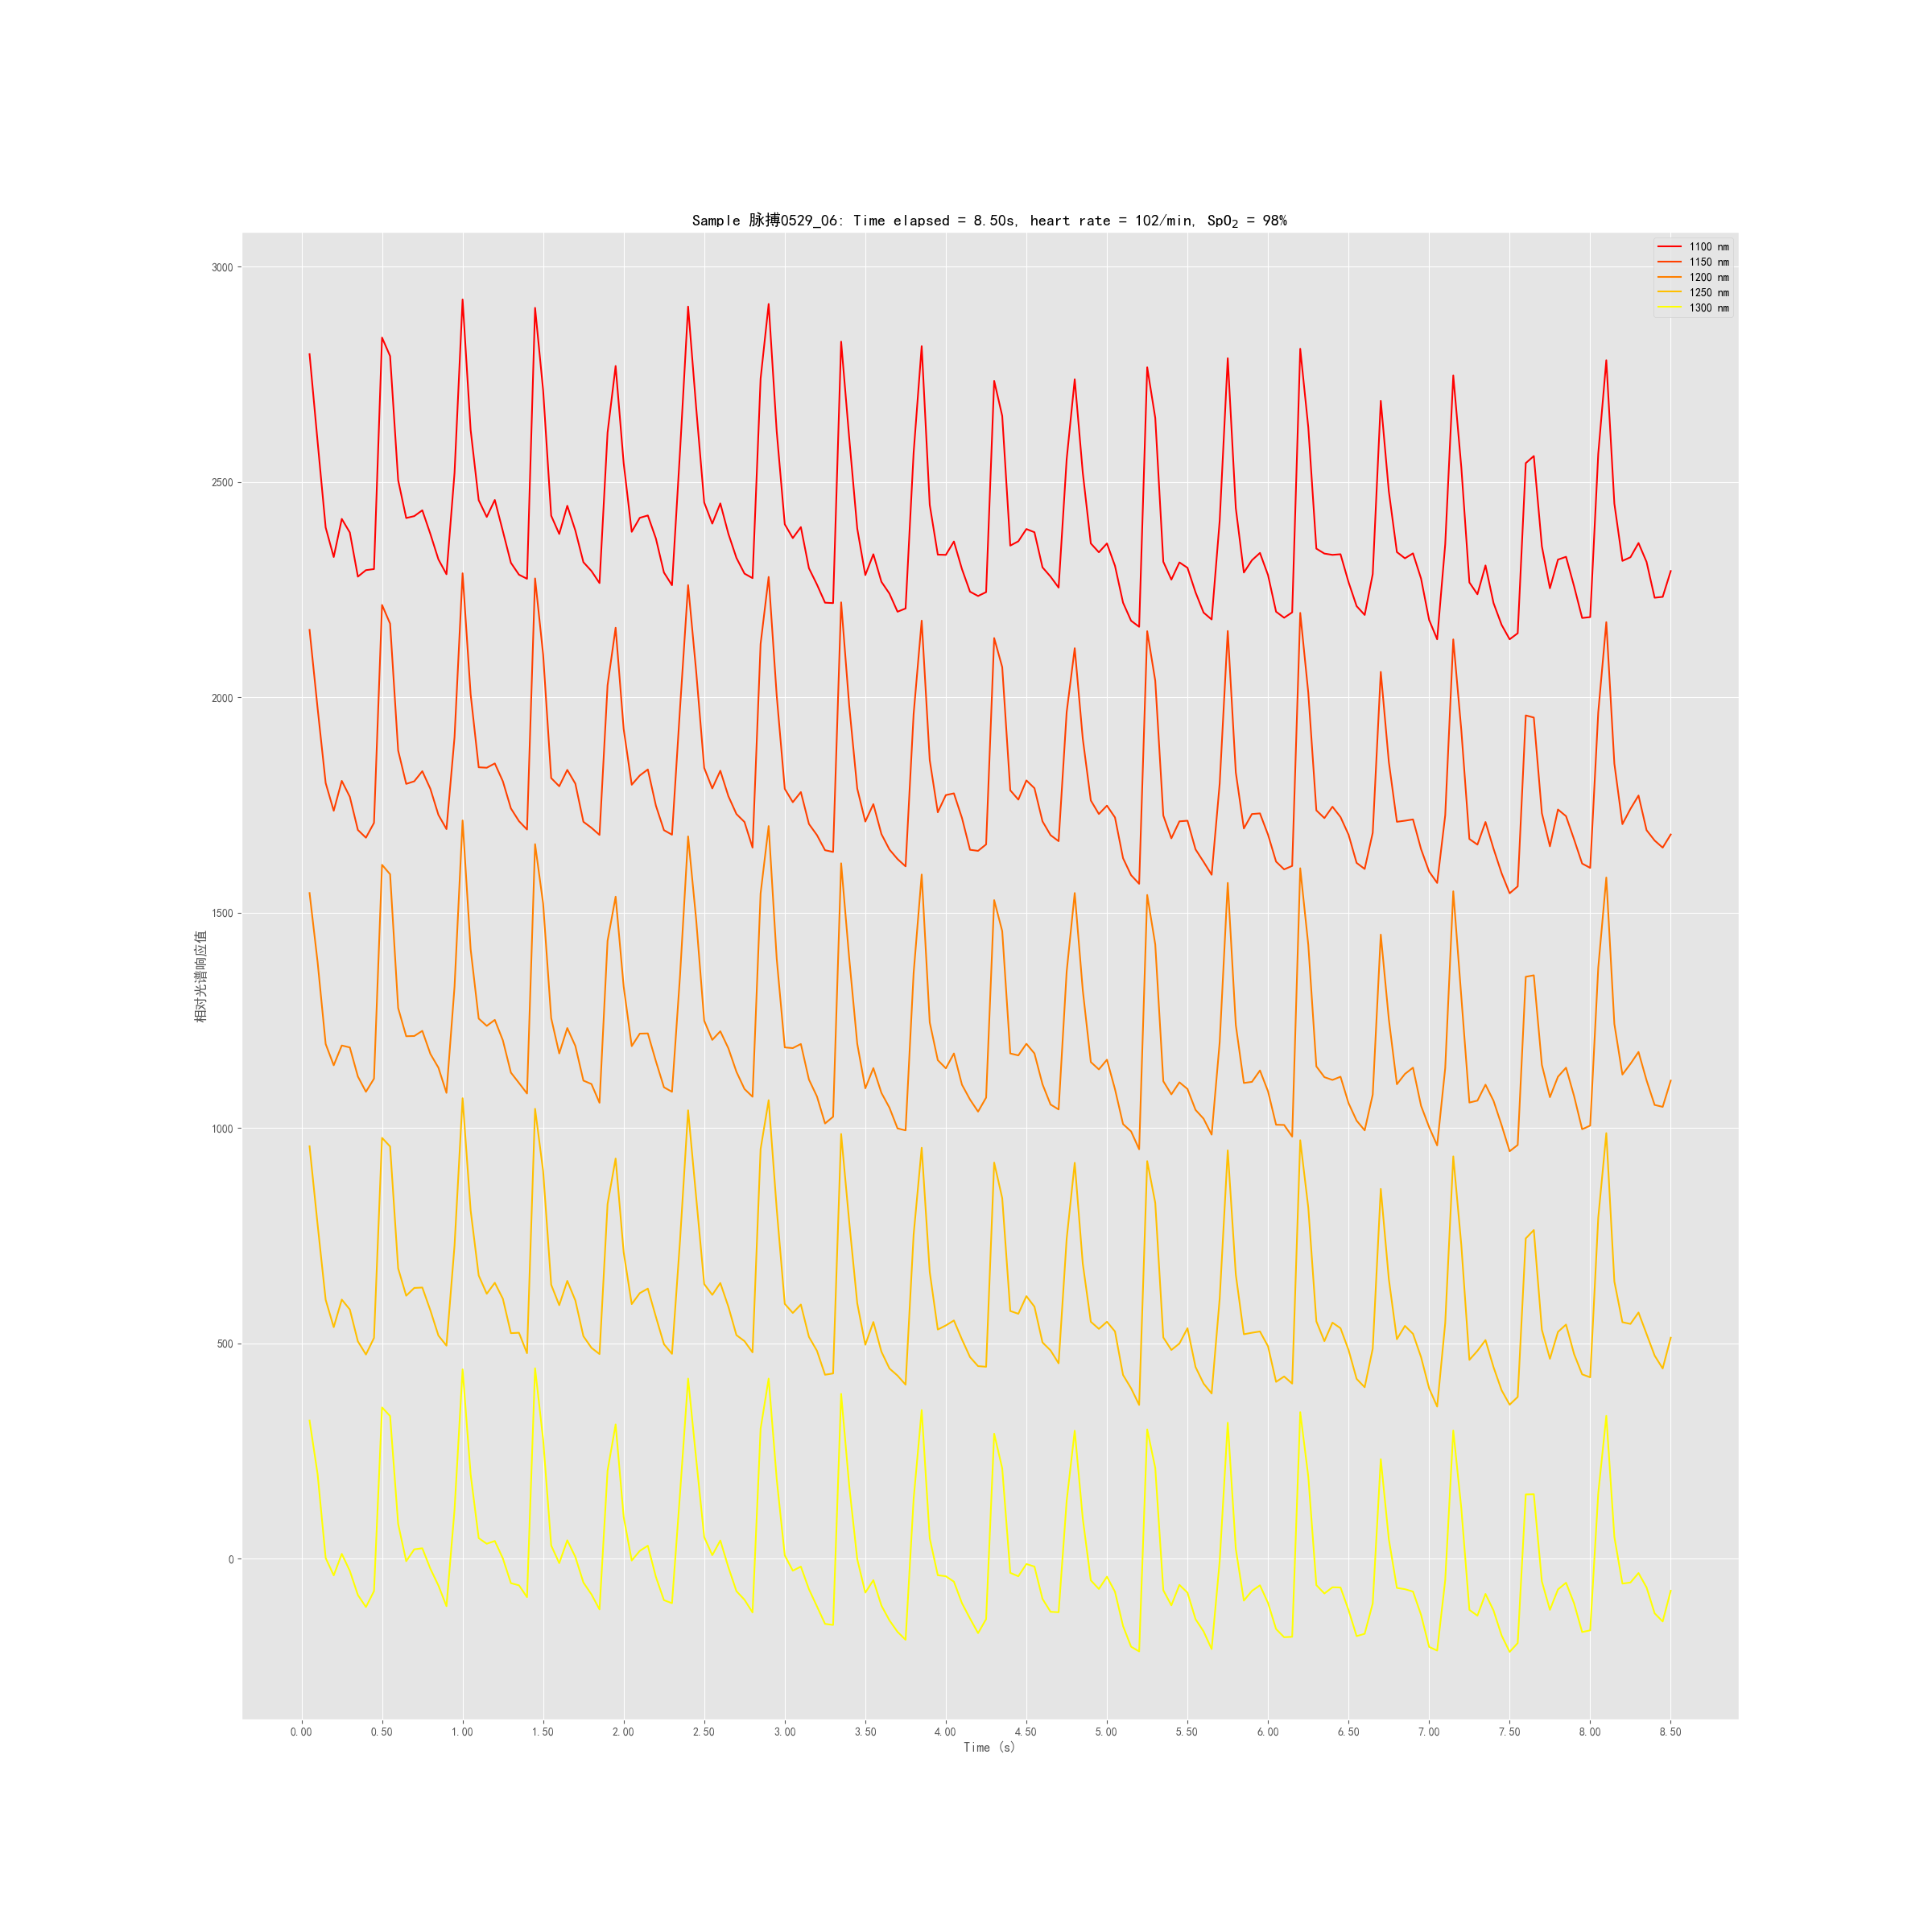 Sample 脉搏0529_06: Time elapsed = 8.50s, heart rate = 102/min, SpO₂ = 98%
1100 nm
1150 nm
1200 nm
1250 nm
1300 nm
3000
2500
2000
1500
1000
500
0
相对光谱响应值
0.00 0.50 1.00 1.50 2.00 2.50 3.00 3.50 4.00 4.50 5.00 5.50 6.00 6.50 7.00 7.50 8.00 8.50
Time (s)